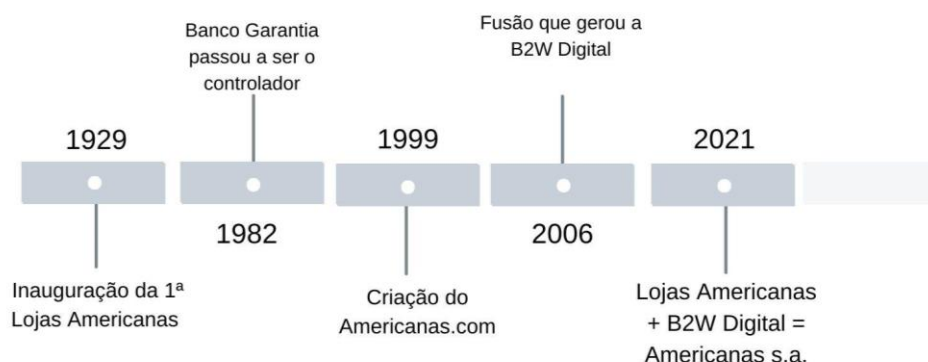 1929
Inauguração da 1ª
Lojas Americanas
Banco Garantia
passou a ser o
controlador
1982
1999
Criação do
Americanas.com
Fusão que gerou a
B2W Digital
2006
2021
Lojas Americanas
+ B2W Digital =
Americanas s.a.